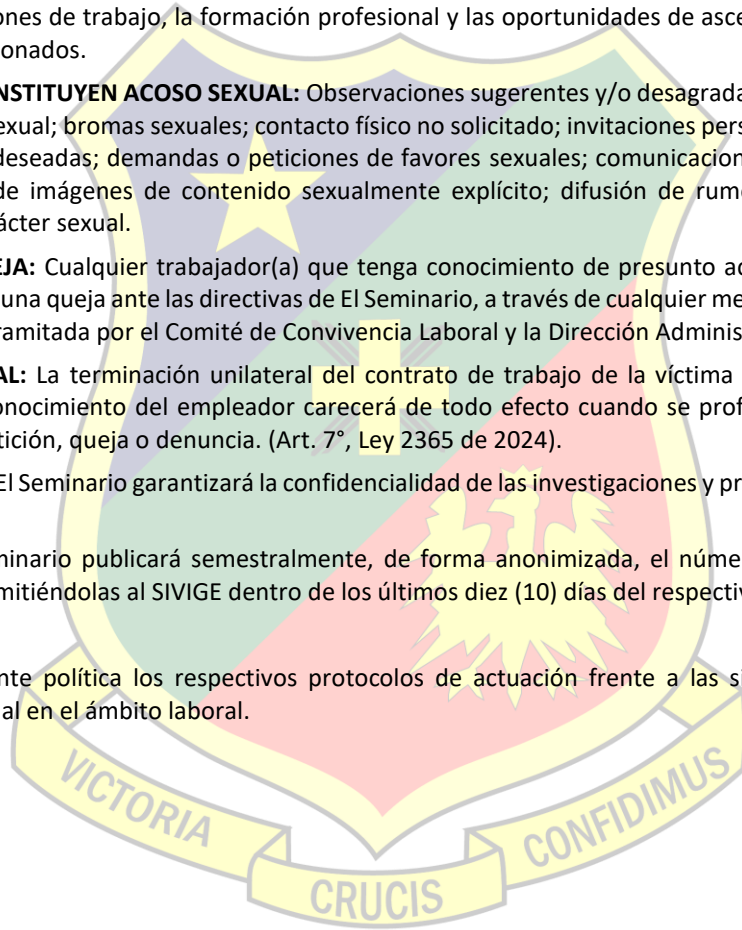 ones de trabajo, la formación profesional y las oportunidades de asce
onados.
NSTITUYEN ACOSO SEXUAL: Observaciones sugerentes y/o desagrada
exual; bromas sexuales; contacto físico no solicitado; invitaciones pers
deseadas; demandas o peticiones de favores sexuales; comunicacion
de imágenes de contenido sexualmente explícito; difusión de rum
ácter sexual.
EJA: Cualquier trabajador(a) que tenga conocimiento de presunto ac
una queja ante las directivas de El Seminario, a través de cualquier me
ramitada por el Comité de Convivencia Laboral y la Dirección Adminis
AL: La terminación unilateral del contrato de trabajo de la víctima
onocimiento del empleador carecerá de todo efecto cuando se prof
tición, queja o denuncia. (Art. 7°, Ley 2365 de 2024).
El Seminario garantizará la confidencialidad de las investigaciones y pr
minario publicará semestralmente, de forma anonimizada, el núme
mitiéndolas al SIVIGE dentro de los últimos diez (10) días del respectiv
nte política los respectivos protocolos de actuación frente a las si
al en el ámbito laboral.
VICTORIA CRUCIS CONFIDIMUS